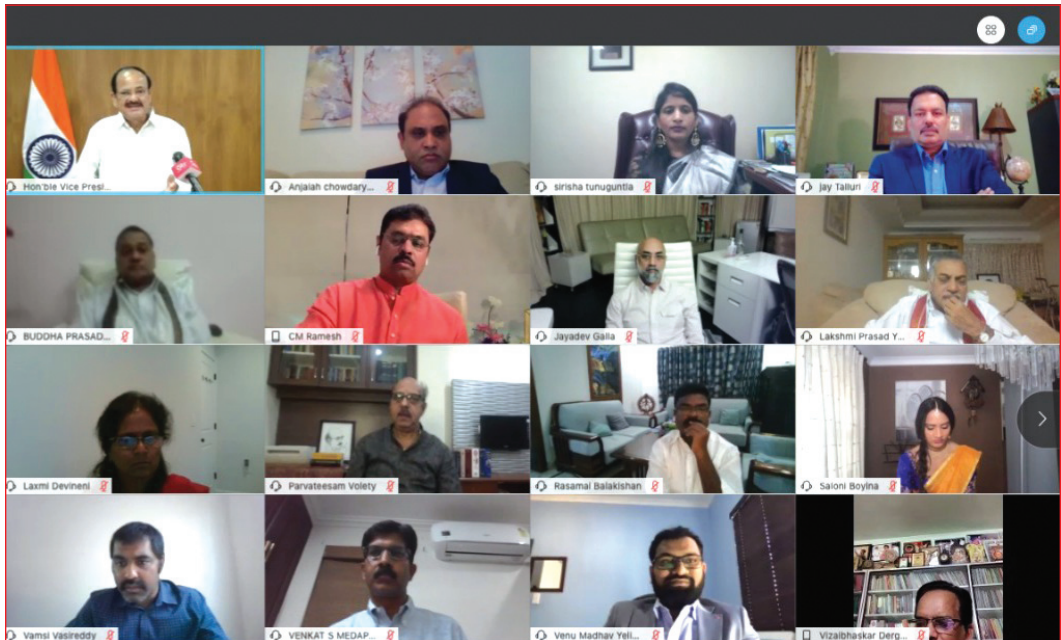 Hon'ble Vice Presi...
Anjaiah chowdary...
sirisha tunuguntla
jay Talluri
BUDDHA PRASAD...
CM Ramesh
Jayadev Galla
Lakshmi Prasad Y...
Laxmi Devineni
Parvateesam Volety
Rasamai Balakishan
Saloni Boyina
Vamsi Vasireddy
VENKAT S MEDAP...
Venu Madhav Yeli...
Vizaibhaskar Derg...